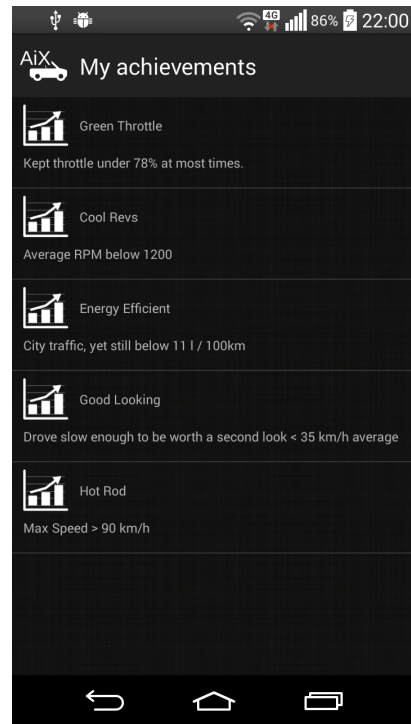 4G 86% 22:00
AiX My achievements
Green Throttle
Kept throttle under 78% at most times.
Cool Revs
Average RPM below 1200
Energy Efficient
City traffic, yet still below 11 l / 100km
Good Looking
Drove slow enough to be worth a second look < 35 km/h average
Hot Rod
Max Speed > 90 km/h